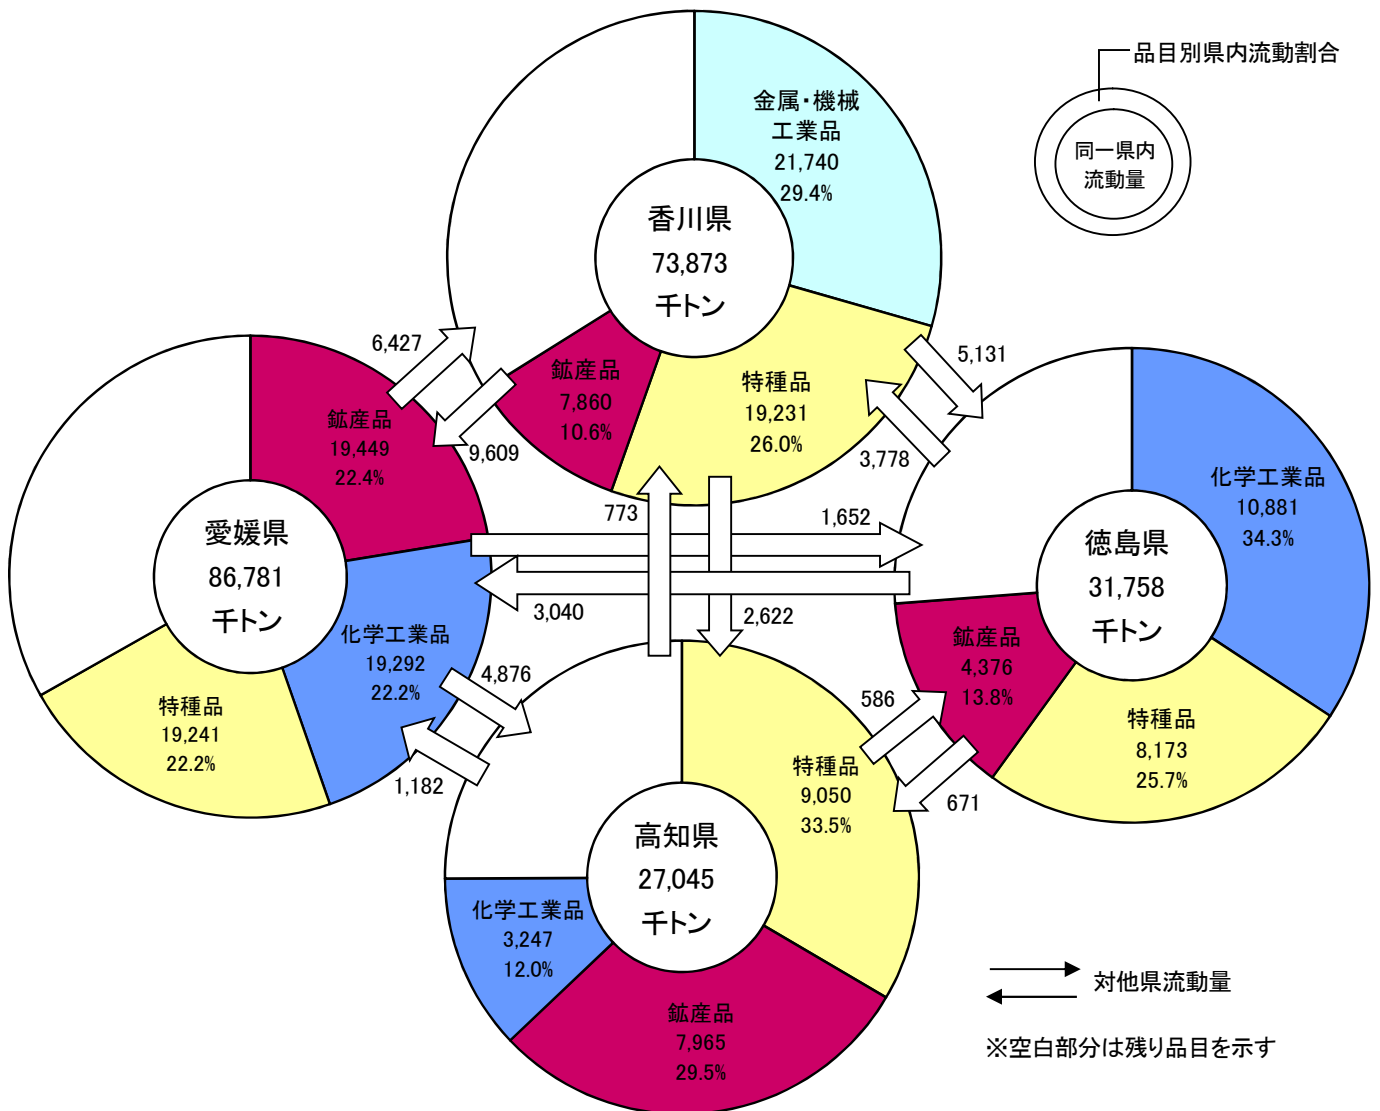 品目別県内流動割合
同一県内
流動量
金属・機械
工業品
21,740
29.4%
香川県
73,873
千トン
鉱産品
7,860
10.6%
特種品
19,231
26.0%
6,427
9,609
5,131
3,778
鉱産品
19,449
22.4%
愛媛県
86,781
千トン
化学工業品
19,292
22.2%
特種品
19,241
22.2%
773
1,652
3,040
2,622
化学工業品
10,881
34.3%
徳島県
31,758
千トン
鉱産品
4,376
13.8%
特種品
8,173
25.7%
4,876
1,182
586
671
特種品
9,050
33.5%
高知県
27,045
千トン
化学工業品
3,247
12.0%
鉱産品
7,965
29.5%
対他県流動量
※空白部分は残り品目を示す